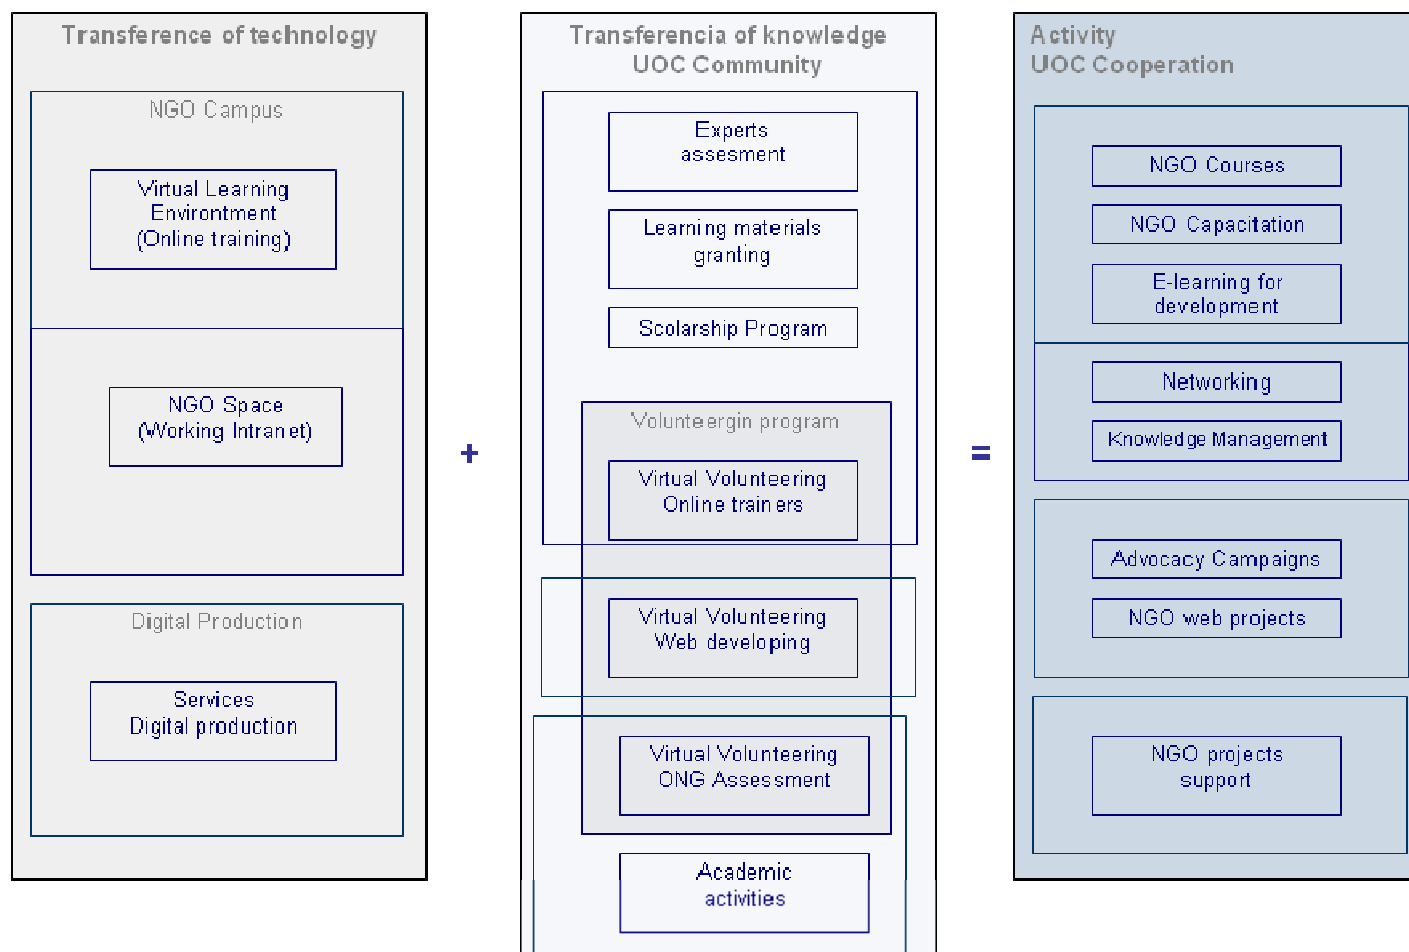 Transference of technology
NGO Campus
Virtual Learning
Environtment
(Online training)
NGO Space
(Working Intranet)
Digital Production
Services
Digital production
+
Transferencia of knowledge
UOC Community
Experts
assesment
Learning materials
granting
Scolarship Program
Volunteergin program
Virtual Volunteering
Online trainers
Virtual Volunteering
Web developing
Virtual Volunteering
ONG Assessment
Academic
activities
=
Activity
UOC Cooperation
NGO Courses
NGO Capacitation
E-learning for
development
Networking
Knowledge Management
Advocacy Campaigns
NGO web projects
NGO projects
support